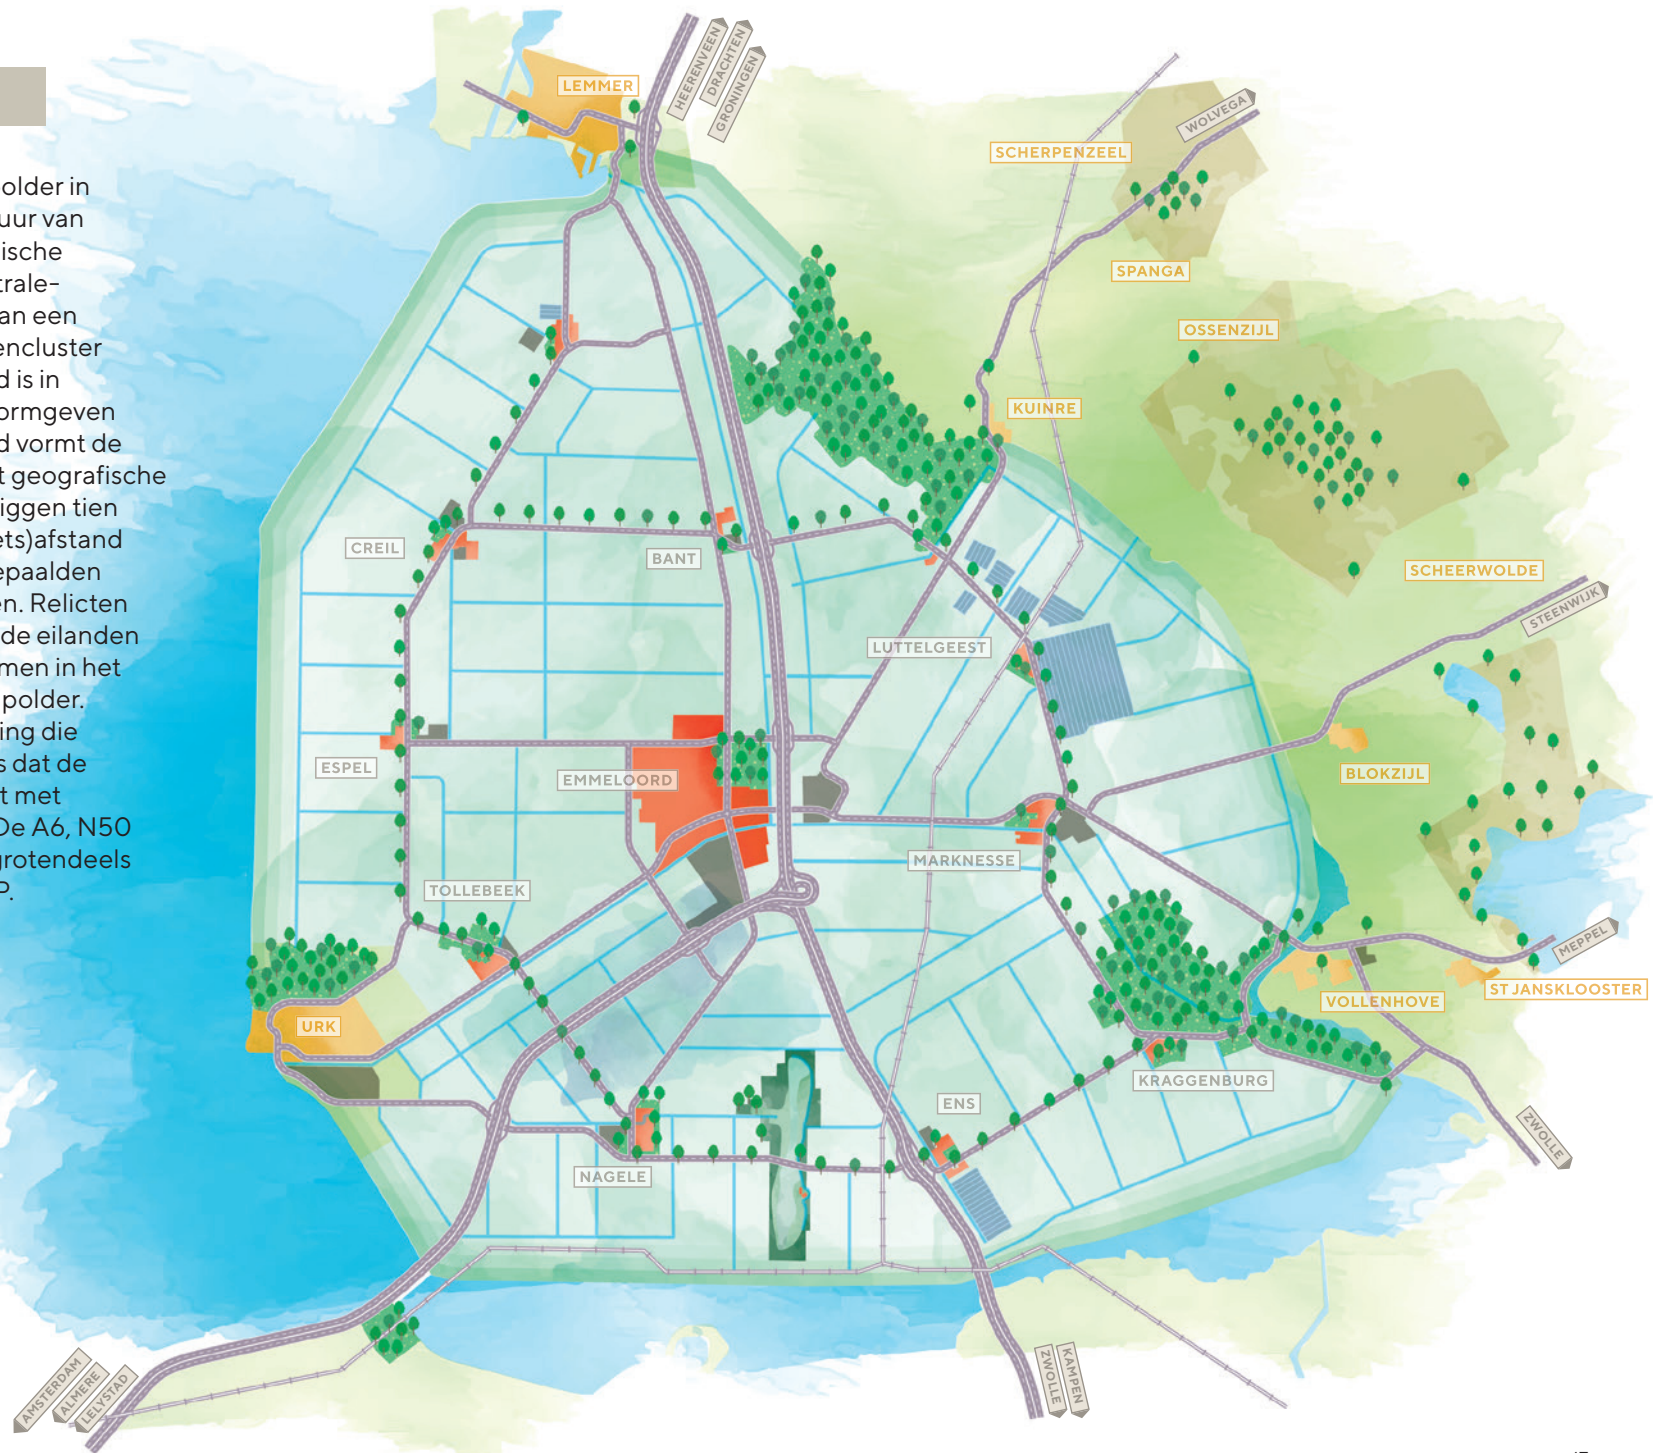 older in
uur van
ische
trale-
an een
encluster
d is in
ormgeven
d vormt de
t geografische
iggen tien
ets)afstand
epaalden
en. Relicten
de eilanden
men in het
polder.
ing die
s dat de
t met
De A6, N50
grotendeels
P.
LEMMER
HEERENVEEN
DRACHTEN
GRONINGEN
WOLVEGA
SCHERPENZEEL
SPANGA
OSSENZIJL
KUINRE
CREIL
BANT
SCHEERWOLDE
STEENWIJK
LUTTELGEEST
ESPEL
EMMELOORD
BLOKZIJL
MARKNESSE
TOLLEBEEK
MEPPEL
ST JANSKLOOSTER
VOLLENHOVE
URK
KRAGGENBURG
ENS
ZWOLLE
NAGELE
AMSTERDAM
ALMERE
LELYSTAD
ZWOLLE
KAMPEN